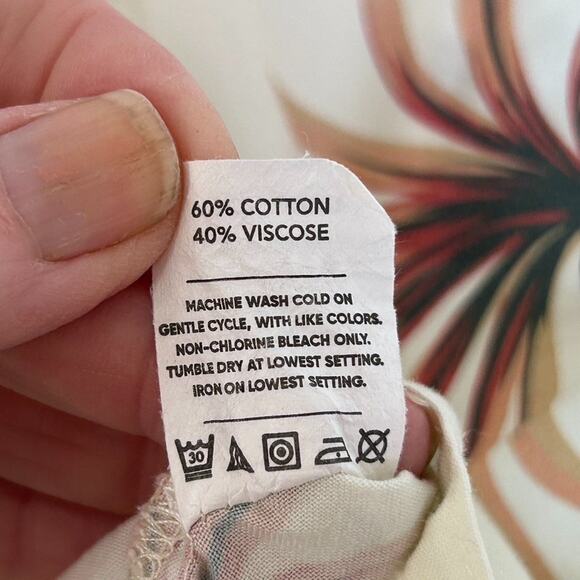 60% COTTON
40% VISCOSE
MACHINE WASH COLD ON
GENTLE CYCLE, WITH LIKE COLORS.
NON-CHLORINE BLEACH ONLY.
TUMBLE DRY AT LOWEST SETTING.
IRON ON LOWEST SETTING.
30